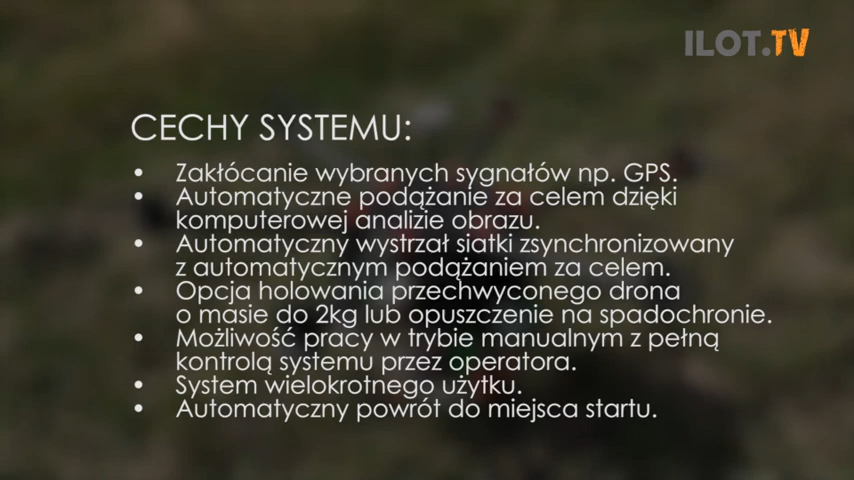 ILOT.TV
CECHY SYSTEMU:
• Zakłócanie wybranych sygnałów np. GPS.
• Automatyczne podążanie za celem dzięki
komputerowej analizie obrazu.
• Automatyczny wystrzał siatki zsynchronizowany
z automatycznym podążaniem za celem.
• Opcja holowania przechwyconego drona
o masie do 2kg lub opuszczenie na spadochronie.
• Możliwość pracy w trybie manualnym z pełną
kontrolą systemu przez operatora.
• System wielokrotnego użytku.
• Automatyczny powrót do miejsca startu.